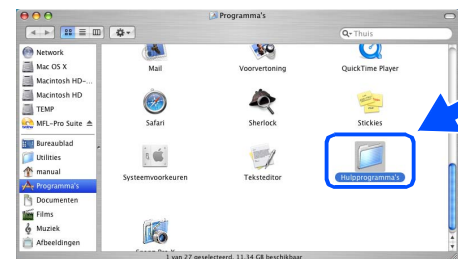 Programma's
Q▾ Thuis
Network
Mac OS X
Macintosh HD-...
Macintosh HD
TEMP
MFL-Pro Suite
Bureaublad
Utilities
manual
Programma's
Documenten
Films
Muziek
Afbeeldingen
Mail
Voorvertoning
QuickTime Player
Safari
Sherlock
Stickies
Systeemvoorkeuren
Teksteditor
Hulpprogramma's
1 van 27 geselecteerd, 11,34 GB beschikbaar